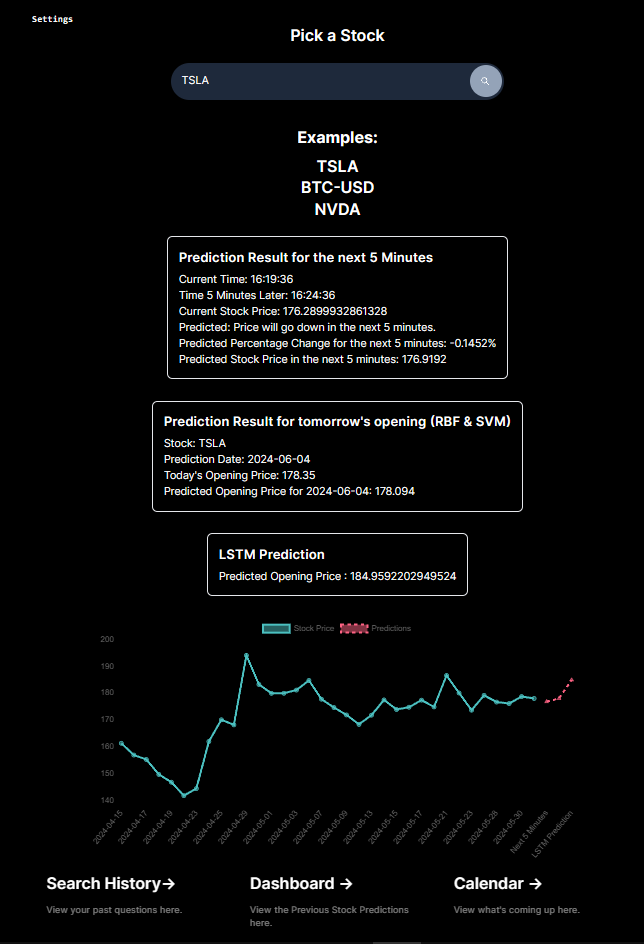 Settings
Pick a Stock
TSLA
Examples:
TSLA
BTC-USD
NVDA
Prediction Result for the next 5 Minutes
Current Time: 16:19:36
Time 5 Minutes Later: 16:24:36
Current Stock Price: 176.2899932861328
Predicted: Price will go down in the next 5 minutes.
Predicted Percentage Change for the next 5 minutes: -0.1452%
Predicted Stock Price in the next 5 minutes: 176.9192
Prediction Result for tomorrow's opening (RBF & SVM)
Stock: TSLA
Prediction Date: 2024-06-04
Today's Opening Price: 178.35
Predicted Opening Price for 2024-06-04: 178.094
LSTM Prediction
Predicted Opening Price : 184.9592202949524
Stock Price Predictions
200
190
180
170
160
150
140
2024-04-15
2024-04-17
2024-04-19
2024-04-23
2024-04-25
2024-04-29
2024-05-01
2024-05-03
2024-05-07
2024-05-09
2024-05-13
2024-05-15
2024-05-17
2024-05-21
2024-05-23
2024-05-28
2024-05-30
Next 5 Minutes
LSTM Prediction
Search History→ Dashboard → Calendar →
View your past questions here. View the Previous Stock Predictions View what's coming up here.
here.